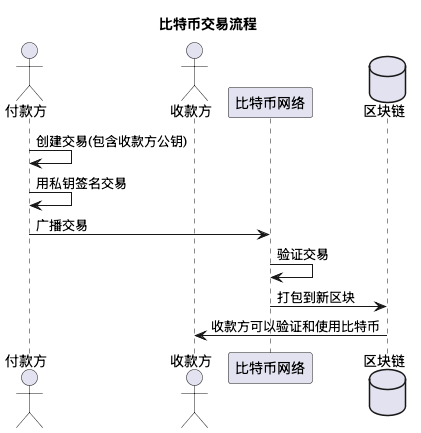 比特币交易流程
付款方
收款方
比特币网络
区块链
创建交易(包含收款方公钥)
用私钥签名交易
广播交易
验证交易
打包到新区块
收款方可以验证和使用比特币
付款方
收款方
比特币网络
区块链